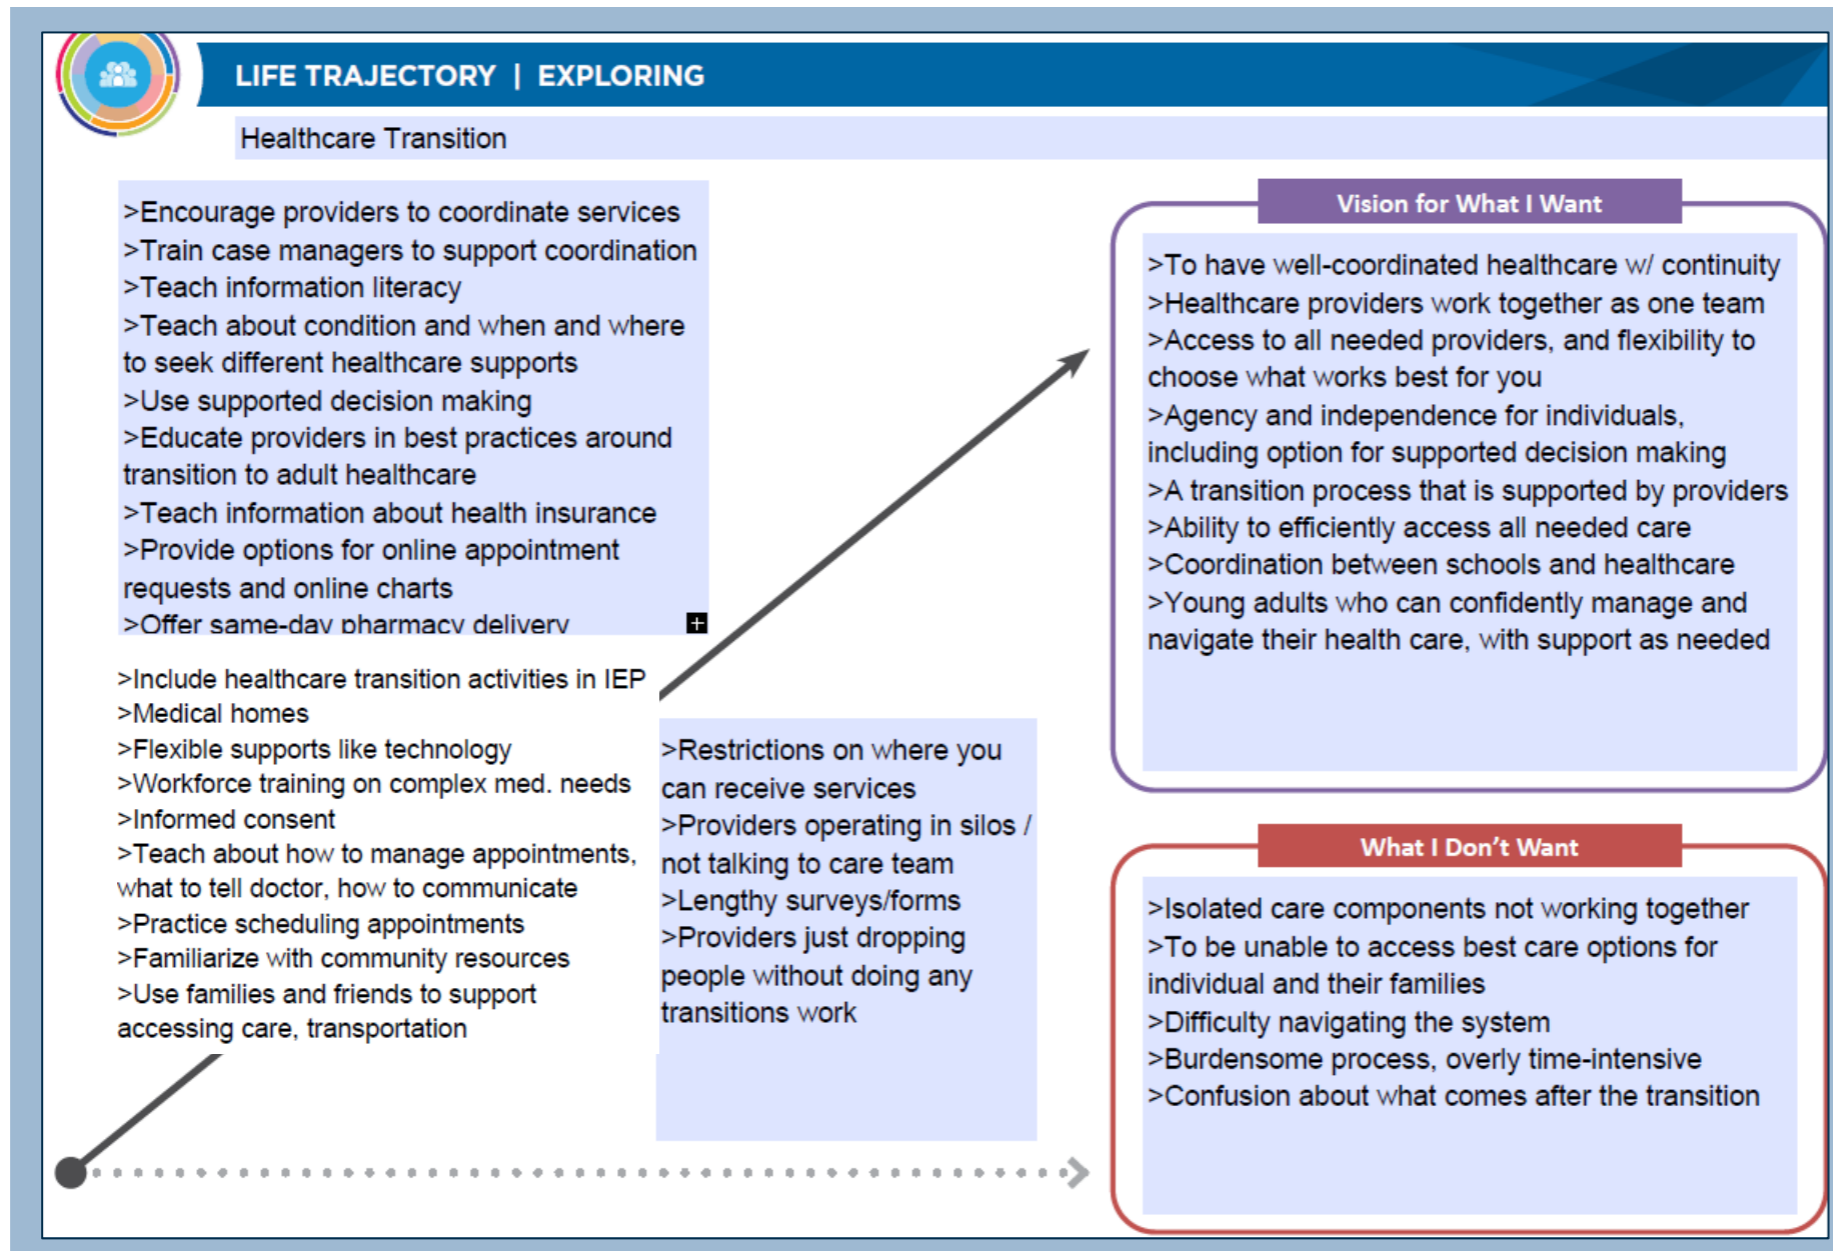 LIFE TRAJECTORY | EXPLORING
Healthcare Transition
>Encourage providers to coordinate services
>Train case managers to support coordination
>Teach information literacy
>Teach about condition and when and where
to seek different healthcare supports
>Use supported decision making
>Educate providers in best practices around
transition to adult healthcare
>Teach information about health insurance
>Provide options for online appointment
requests and online charts
>Offer same-day pharmacy delivery
>Include healthcare transition activities in IEP
>Medical homes
>Flexible supports like technology
>Workforce training on complex med. needs
>Informed consent
>Teach about how to manage appointments,
what to tell doctor, how to communicate
>Practice scheduling appointments
>Familiarize with community resources
>Use families and friends to support
accessing care, transportation
>Restrictions on where you
can receive services
>Providers operating in silos /
not talking to care team
>Lengthy surveys/forms
>Providers just dropping
people without doing any
transitions work
Vision for What I Want
>To have well-coordinated healthcare w/ continuity
>Healthcare providers work together as one team
>Access to all needed providers, and flexibility to
choose what works best for you
>Agency and independence for individuals,
including option for supported decision making
>A transition process that is supported by providers
>Ability to efficiently access all needed care
>Coordination between schools and healthcare
>Young adults who can confidently manage and
navigate their health care, with support as needed
What I Don't Want
>Isolated care components not working together
>To be unable to access best care options for
individual and their families
>Difficulty navigating the system
>Burdensome process, overly time-intensive
>Confusion about what comes after the transition